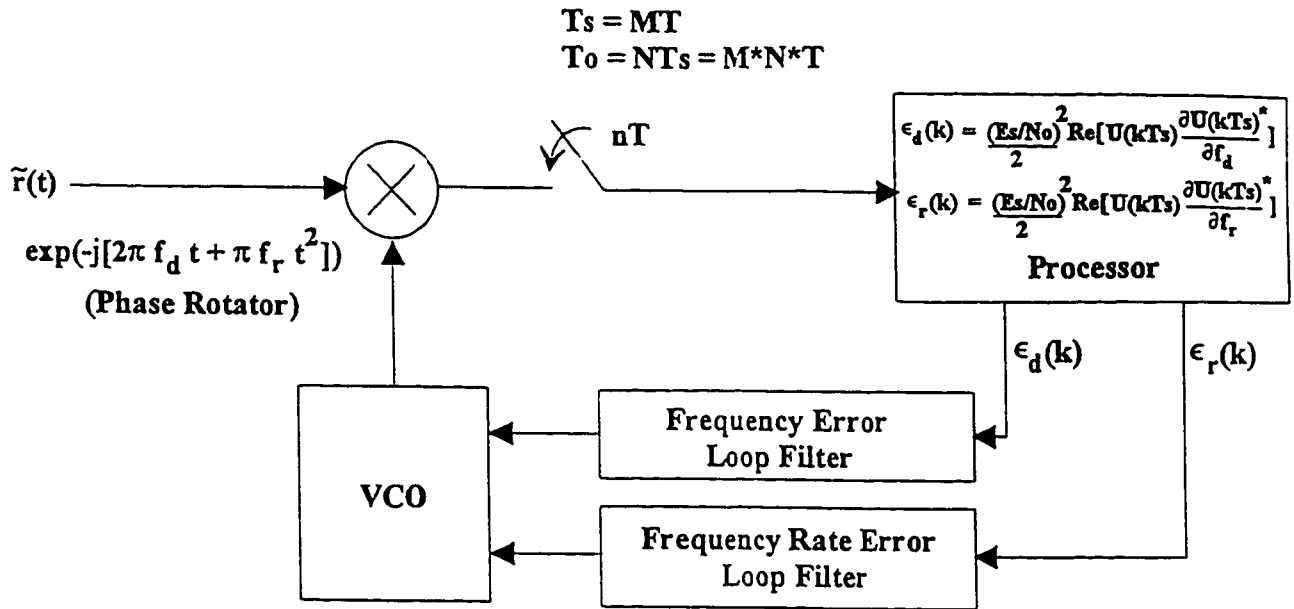 Ts = MT
To = NTs = M*N*T
nT
r̃(t)
exp(-j[2π f_d t + π f_r t^2])
(Phase Rotator)
ϵ_d(k) = (Es/No)^2/2 Re[U(kTs) ∂U(kTs)^*/∂f_d]
ϵ_r(k) = (Es/No)^2/2 Re[U(kTs) ∂U(kTs)^*/∂f_r]
Processor
ϵ_d(k)
ϵ_r(k)
Frequency Error
Loop Filter
VCO
Frequency Rate Error
Loop Filter